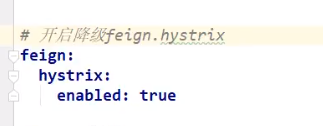 # 开启降级feign.hystrix
feign:
  hystrix:
    enabled: true